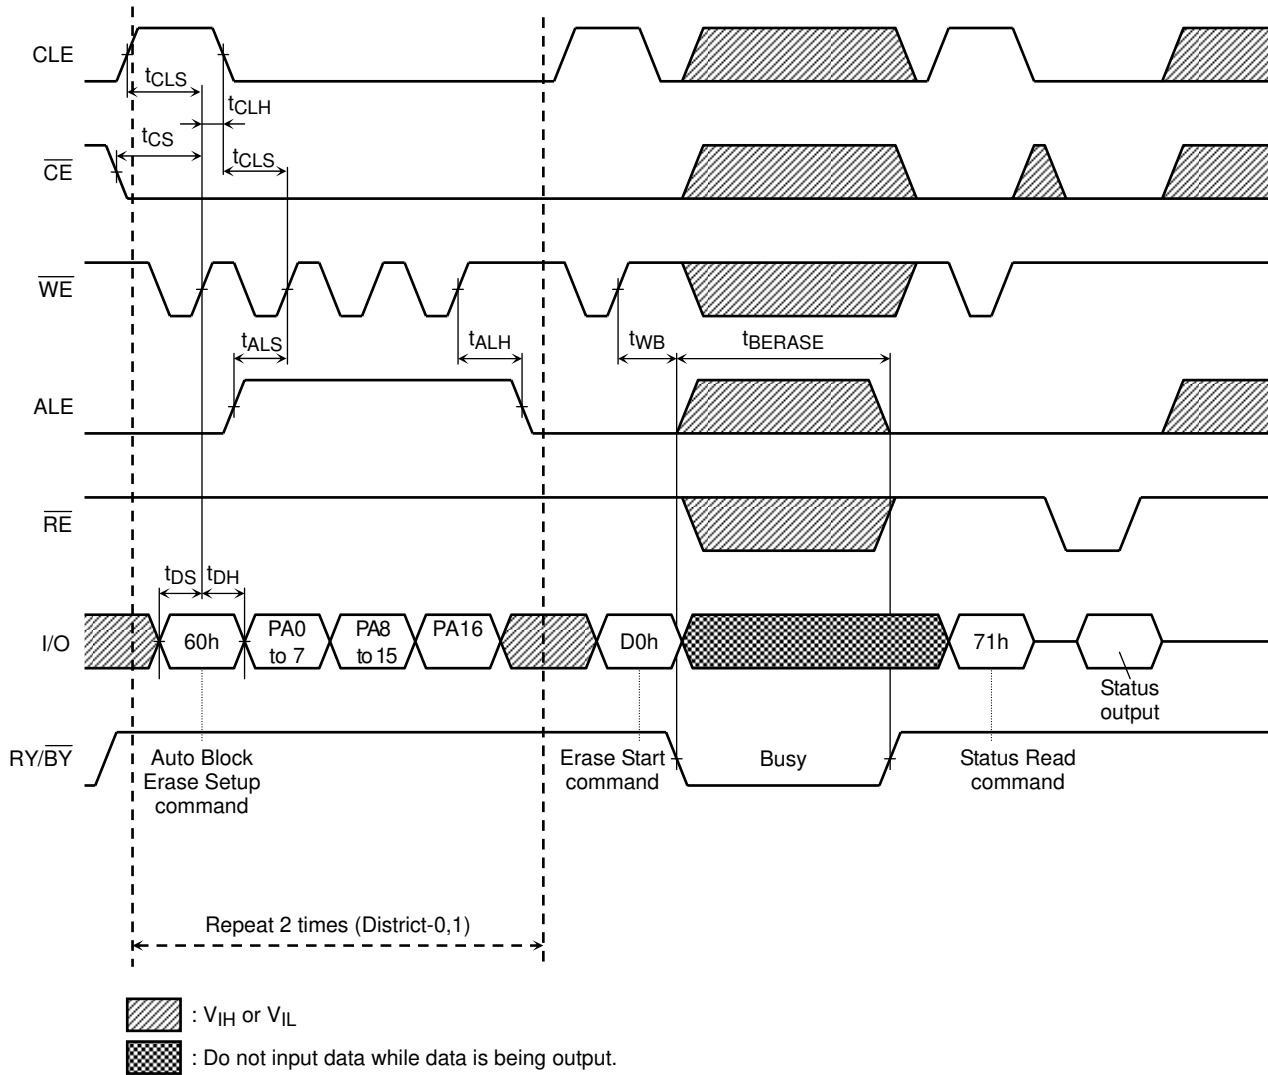 CLE
tCLS
tCLH
tCS
tCLS
CE
WE
tALS
tALH
tWB
tBERASE
ALE
RE
tDS
tDH
I/O
60h
PA0
to 7
PA8
to 15
PA16
D0h
71h
Status
output
RY/BY
Auto Block
Erase Setup
command
Erase Start
command
Busy
Status Read
command
Repeat 2 times (District-0,1)
: VIH or VIL
: Do not input data while data is being output.